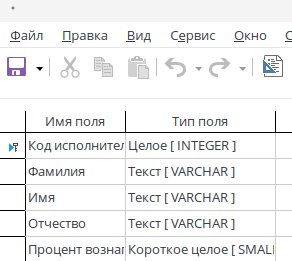 Файл Правка Вид Сервис Окно С
Имя поля Тип поля
Код исполнител Целое [ INTEGER ]
Фамилия Текст [ VARCHAR ]
Имя Текст [ VARCHAR ]
Отчество Текст [ VARCHAR ]
Процент вознаг Короткое целое [ SMALI